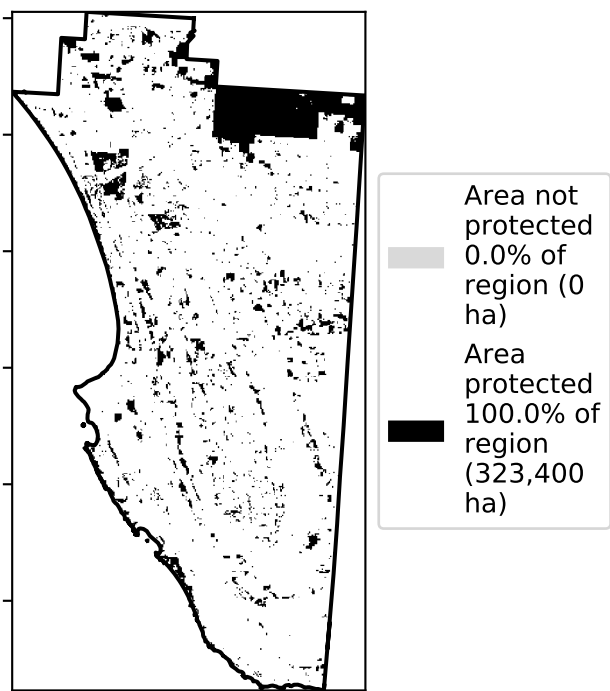 Area not
protected
0.0% of
region (0
ha)
Area
protected
100.0% of
region
(323,400
ha)